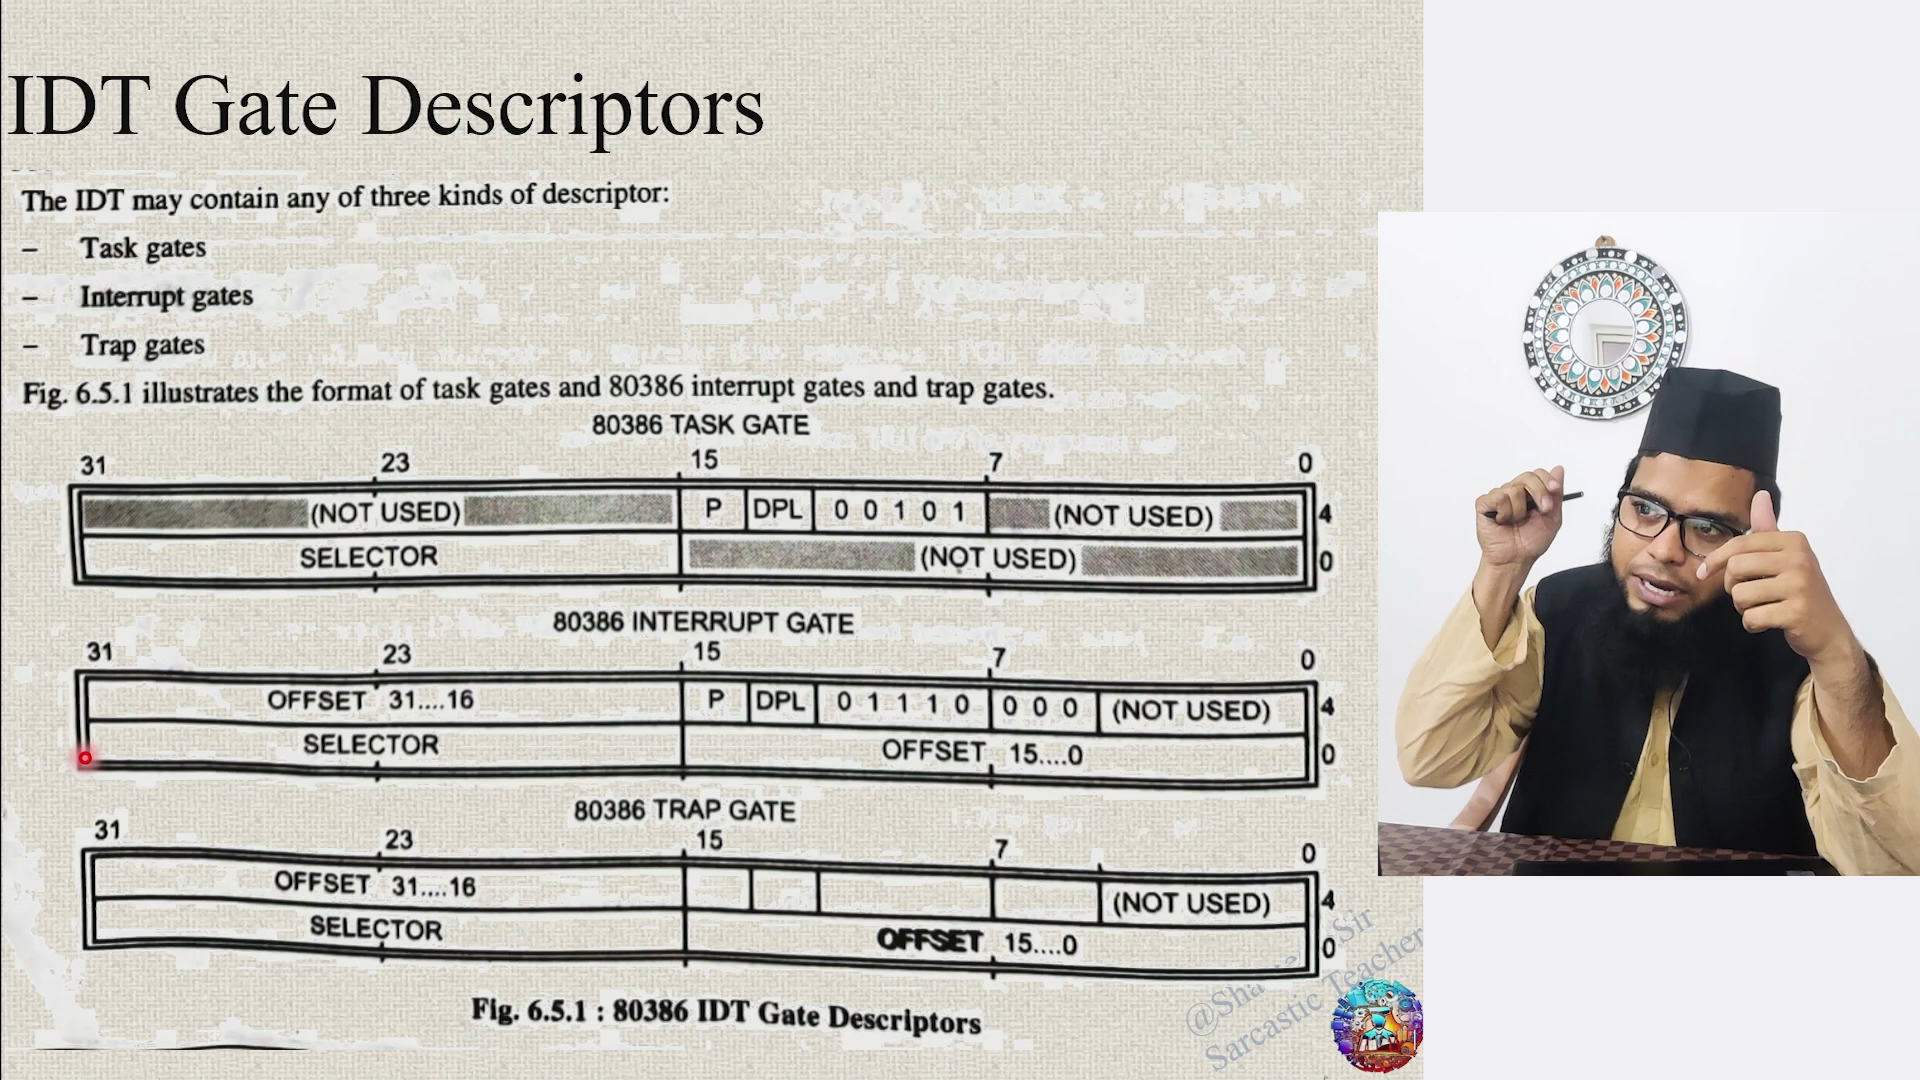 IDT Gate Descriptors
The IDT may contain any of three kinds of descriptor:
– Task gates
– Interrupt gates
– Trap gates
Fig. 6.5.1 illustrates the format of task gates and 80386 interrupt gates and trap gates.
80386 TASK GATE
31 23 15 7 0
(NOT USED) P DPL 0 0 1 0 1 (NOT USED) 4
SELECTOR (NOT USED) 0
80386 INTERRUPT GATE
31 23 15 7 0
OFFSET 31....16 P DPL 0 1 1 1 0 0 0 0 (NOT USED) 4
SELECTOR OFFSET 15....0 0
80386 TRAP GATE
31 23 15 7 0
OFFSET 31....16 (NOT USED) 4
SELECTOR OFFSET 15....0 0
Fig. 6.5.1 : 80386 IDT Gate Descriptors
Sir
Sarcastic Teacher